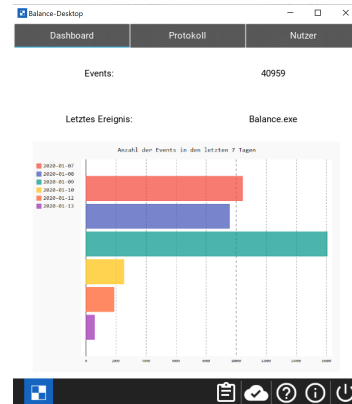 Balance-Desktop
Dashboard Protokoll Nutzer
Events: 40959
Letztes Ereignis: Balance.exe
Anzahl der Events in den letzten 7 Tagen
2020-01-07
2020-01-08
2020-01-09
2020-01-10
2020-01-12
2020-01-13